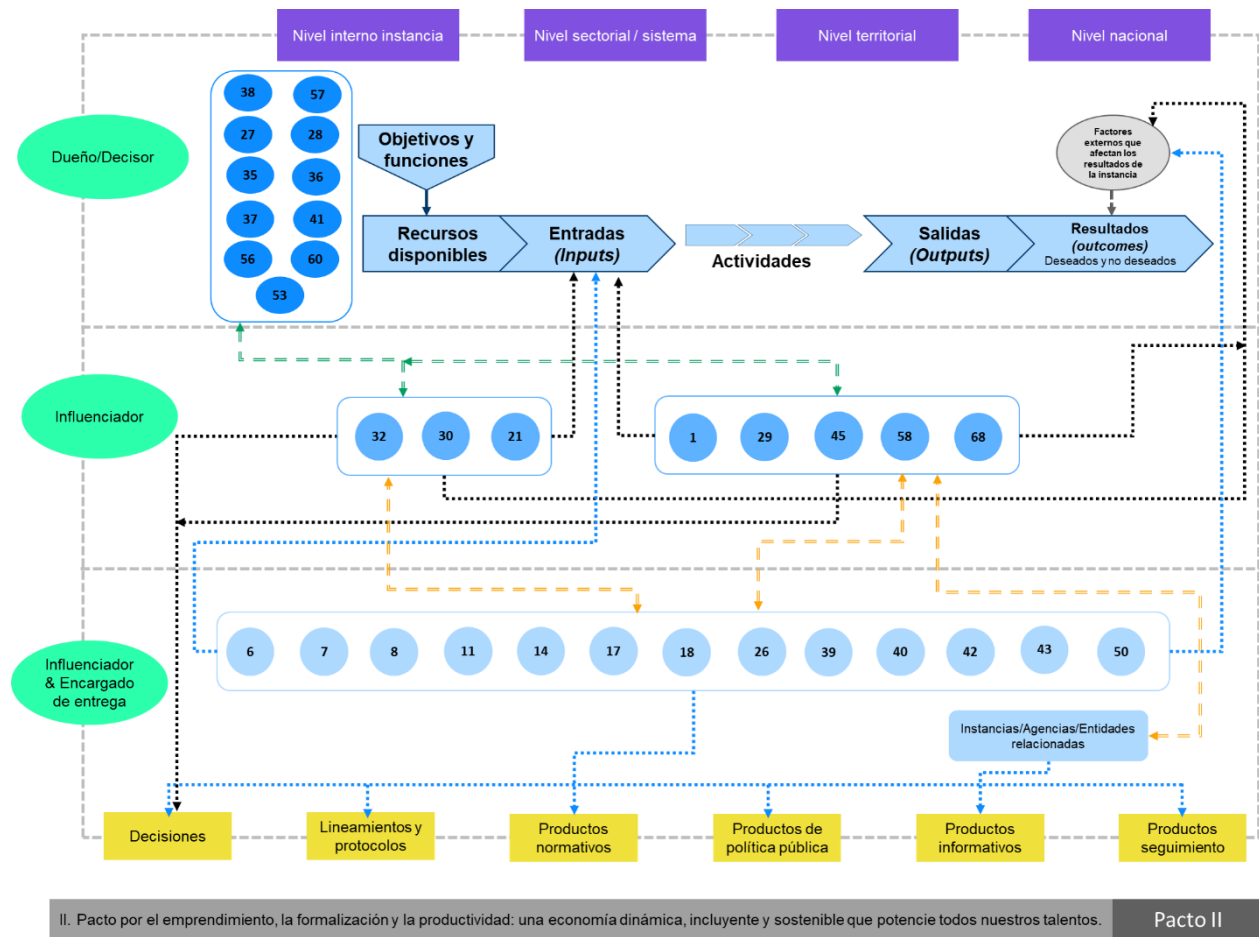 Nivel interno instancia
Nivel sectorial / sistema
Nivel territorial
Nivel nacional
Dueño/Decisor
38
57
27
28
35
36
37
41
56
60
53
Objetivos y
funciones
Recursos
disponibles
Entradas
(Inputs)
Actividades
Salidas
(Outputs)
Resultados
(outcomes)
Deseados y no deseados
Factores
externos que
afectan los
resultados de
la instancia
Influenciador
32
30
21
1
29
45
58
68
Influenciador
& Encargado
de entrega
6
7
8
11
14
17
18
26
39
40
42
43
50
Instancias/Agencias/Entidades
relacionadas
Decisiones
Lineamientos y
protocolos
Productos
normativos
Productos de
política pública
Productos
informativos
Productos
seguimiento
II. Pacto por el emprendimiento, la formalización y la productividad: una economía dinámica, incluyente y sostenible que potencie todos nuestros talentos.
Pacto II